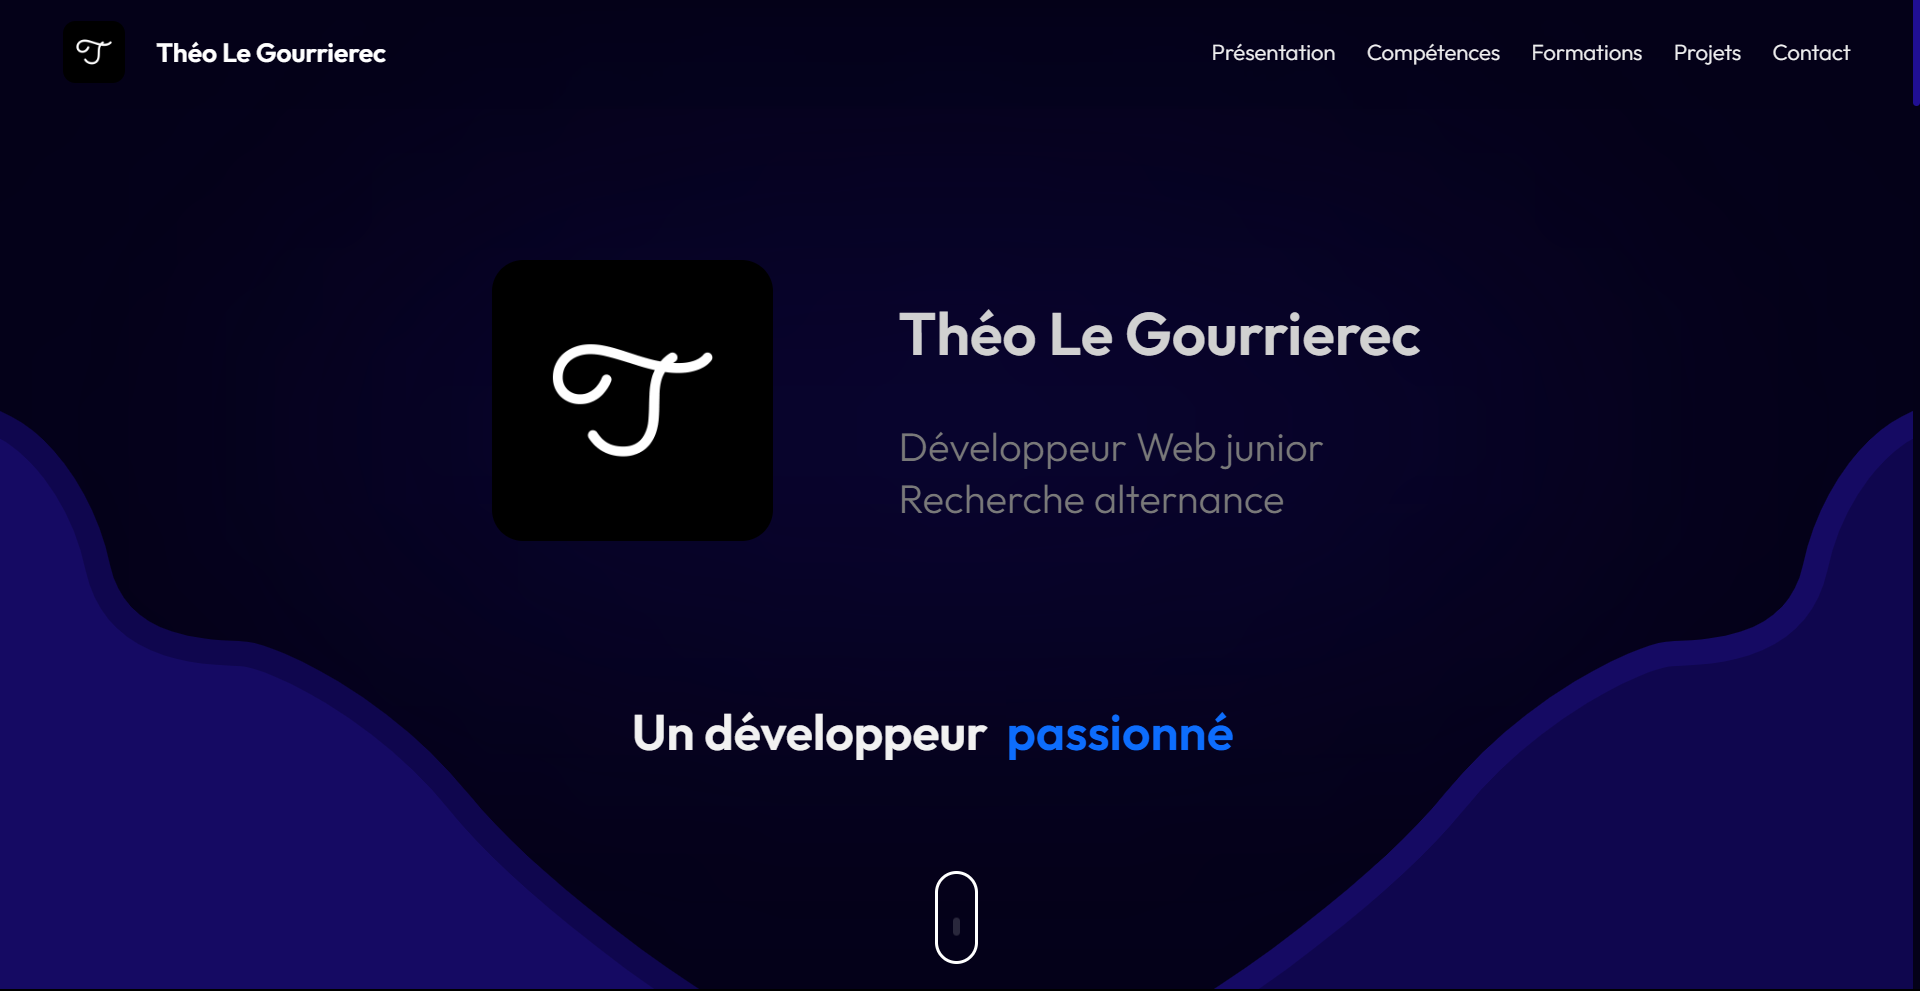 T
Théo Le Gourrierec
Présentation
Compétences
Formations
Projets
Contact
T
Théo Le Gourrierec
Développeur Web junior
Recherche alternance
Un développeur passionné